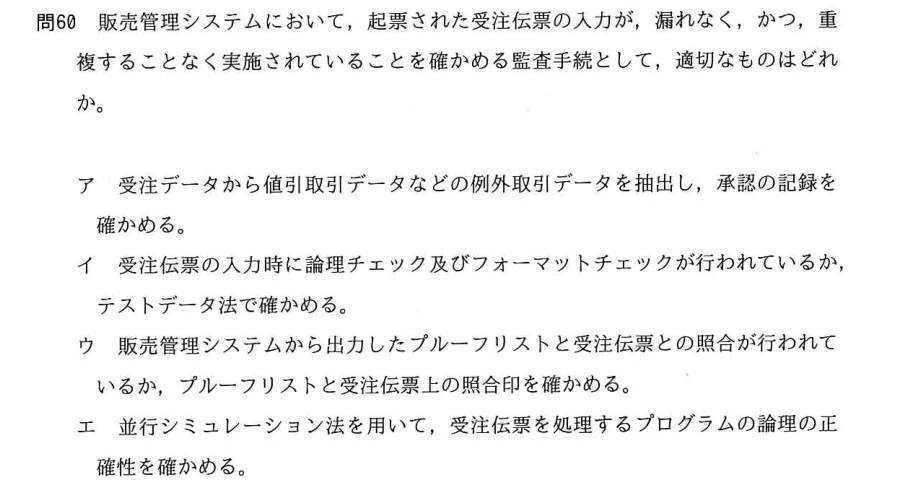 問60 販売管理システムにおいて，起票された受注伝票の入力が，漏れなく，かつ，重
複することなく実施されていることを確かめる監査手続として，適切なものはどれ
か。
ア 受注データから値引取引データなどの例外取引データを抽出し，承認の記録を
確かめる。
イ 受注伝票の入力時に論理チェック及びフォーマットチェックが行われているか，
テストデータ法で確かめる。
ウ 販売管理システムから出力したプルーフリストと受注伝票との照合が行われて
いるか，プルーフリストと受注伝票上の照合印を確かめる。
エ 並行シミュレーション法を用いて，受注伝票を処理するプログラムの論理の正
確性を確かめる。